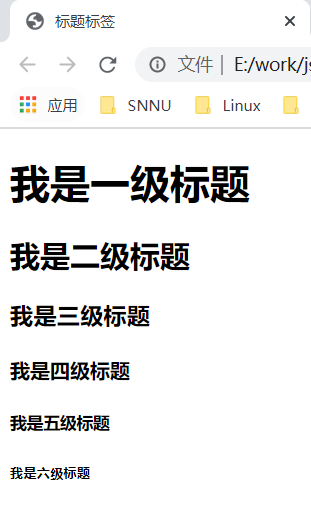 标题标签
文件 | E:/work/js
应用 SNNU Linux
我是一级标题
我是二级标题
我是三级标题
我是四级标题
我是五级标题
我是六级标题